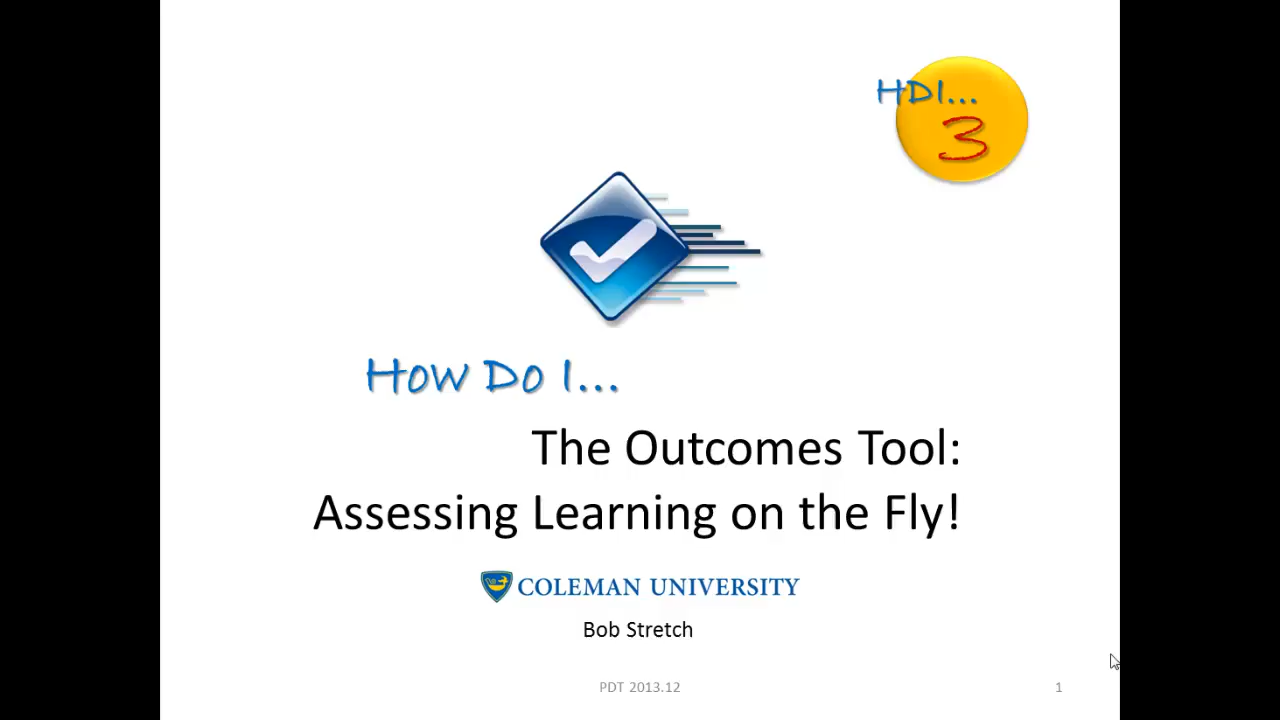 HDI...
3
How Do I...
The Outcomes Tool:
Assessing Learning on the Fly!
COLEMAN UNIVERSITY
Bob Stretch
PDT 2013.12
1